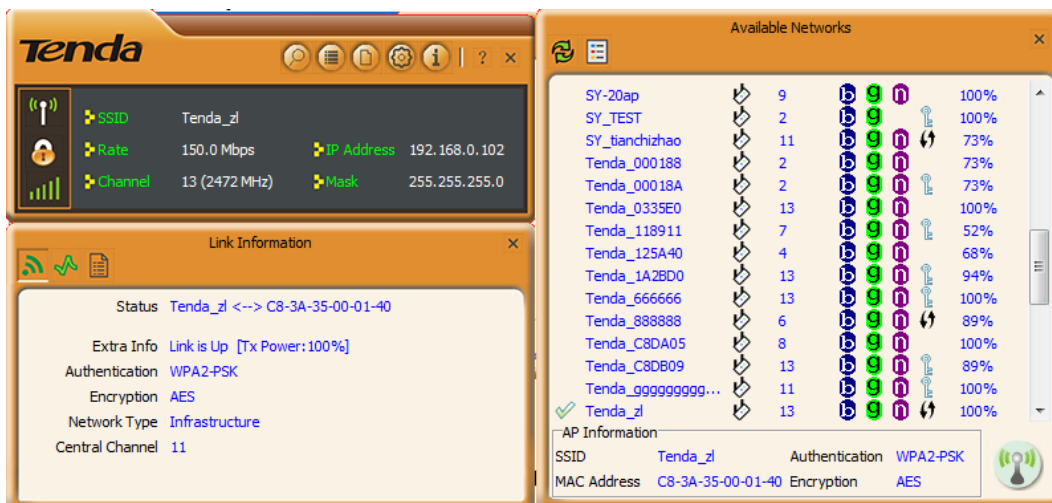 Tenda
? ×
SSID Tenda_zl
Rate 150.0 Mbps IP Address 192.168.0.102
Channel 13 (2472 MHz) Mask 255.255.255.0
Link Information ×
Status Tenda_zl <--> C8-3A-35-00-01-40
Extra Info Link is Up [Tx Power:100%]
Authentication WPA2-PSK
Encryption AES
Network Type Infrastructure
Central Channel 11
Available Networks ×
SY-20ap 9 b g n 100%
SY_TEST 2 b g 100%
SY_tianchizhao 11 b g n 73%
Tenda_000188 2 b g n 73%
Tenda_00018A 2 b g n 73%
Tenda_0335E0 13 b g n 100%
Tenda_118911 7 b g n 52%
Tenda_125A40 4 b g n 68%
Tenda_1A2BD0 13 b g n 94%
Tenda_666666 13 b g n 100%
Tenda_888888 6 b g n 89%
Tenda_C8DA05 8 b g n 100%
Tenda_C8DB09 13 b g n 89%
Tenda_ggggggggg... 11 b g n 100%
Tenda_zl 13 b g n 100%
AP Information
SSID Tenda_zl Authentication WPA2-PSK
MAC Address C8-3A-35-00-01-40 Encryption AES